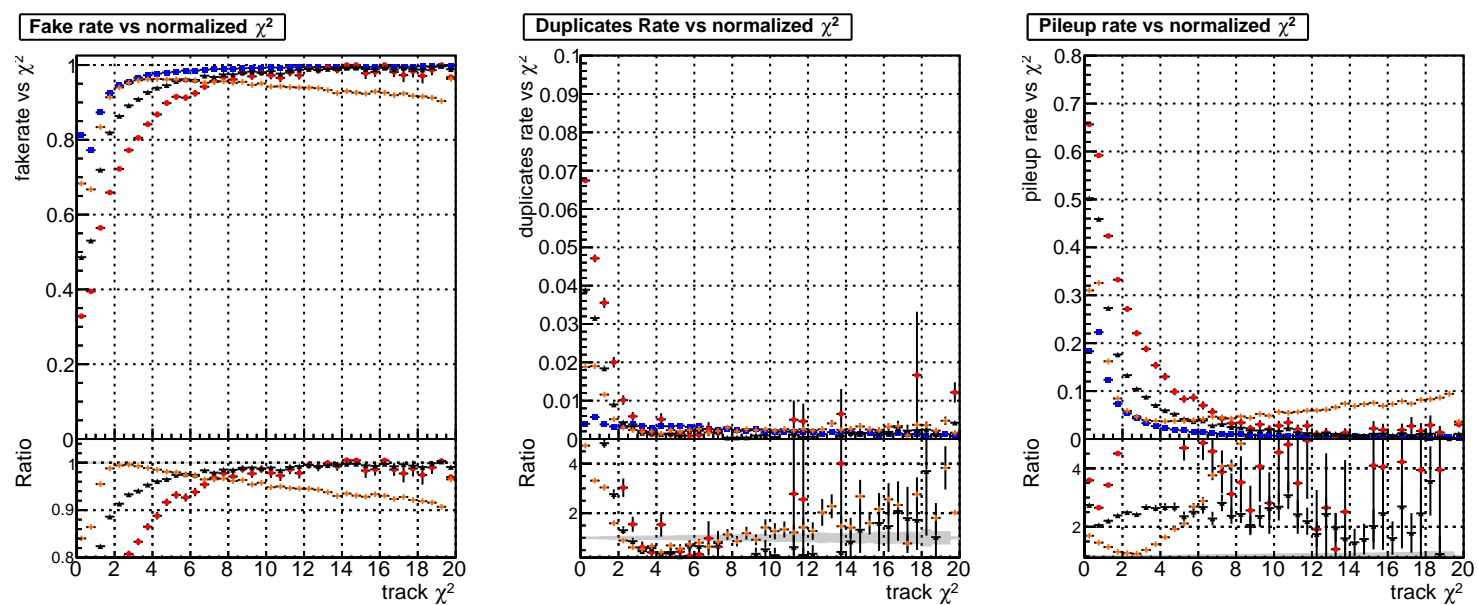 Fake rate vs normalized χ²
fakerate vs χ²
1
0.8
0.6
0.4
0.2
0
Ratio
1
0.9
0.8
0 2 4 6 8 10 12 14 16 18 20
track χ²
Duplicates Rate vs normalized χ²
duplicates rate vs χ²
0.1
0.09
0.08
0.07
0.06
0.05
0.04
0.03
0.02
0.01
0
Ratio
4
2
0 2 4 6 8 10 12 14 16 18 20
track χ²
Pileup rate vs normalized χ²
pileup rate vs χ²
0.8
0.7
0.6
0.5
0.4
0.3
0.2
0.1
0
Ratio
4
2
0 2 4 6 8 10 12 14 16 18 20
track χ²